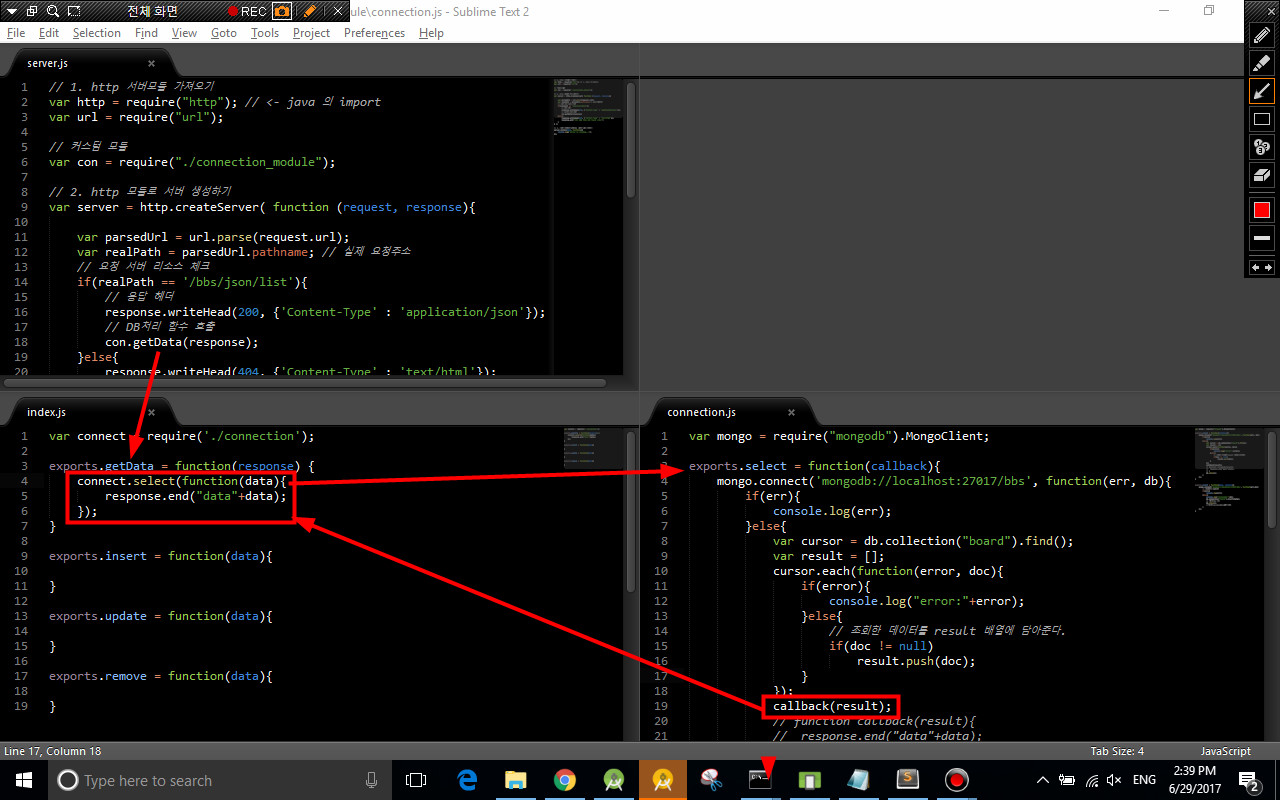 전체 화면
REC
ule\connection.js - Sublime Text 2
File Edit Selection Find View Goto Tools Project Preferences Help
server.js
1 // 1. http 서버모듈 가져오기
2 var http = require("http"); // <- java 의 import
3 var url = require("url");
4
5 // 커스텀 모듈
6 var con = require("./connection_module");
7
8 // 2. http 모듈로 서버 생성하기
9 var server = http.createServer( function (request, response){
10
11 var parsedUrl = url.parse(request.url);
12 var realPath = parsedUrl.pathname; // 실제 요청주소
13 // 요청 서버 리소스 체크
14 if(realPath == '/bbs/json/list'){
15 // 응답 헤더
16 response.writeHead(200, {'Content-Type' : 'application/json'});
17 // DB처리 함수 호출
18 con.getData(response);
19 }else{
20 response.writeHead(404, {'Content-Type' : 'text/html'});
index.js
1 var connect = require('./connection');
2
3 exports.getData = function(response) {
4 connect.select(function(data){
5 response.end("data"+data);
6 });
7 }
8
9 exports.insert = function(data){
10
11 }
12
13 exports.update = function(data){
14
15 }
16
17 exports.remove = function(data){
18
19 }
connection.js
1 var mongo = require("mongodb").MongoClient;
2
3 exports.select = function(callback){
4 mongo.connect('mongodb://localhost:27017/bbs', function(err, db){
5 if(err){
6 console.log(err);
7 }else{
8 var cursor = db.collection("board").find();
9 var result = [];
10 cursor.each(function(error, doc){
11 if(error){
12 console.log("error:"+error);
13 }else{
14 // 조회한 데이터를 result 배열에 담아준다.
15 if(doc != null)
16 result.push(doc);
17 }
18 });
19 callback(result);
20 // function callback(result){
21 // response.end("data"+data);
Line 17, Column 18
Tab Size: 4
JavaScript
Type here to search
ENG
2:39 PM
6/29/2017
2